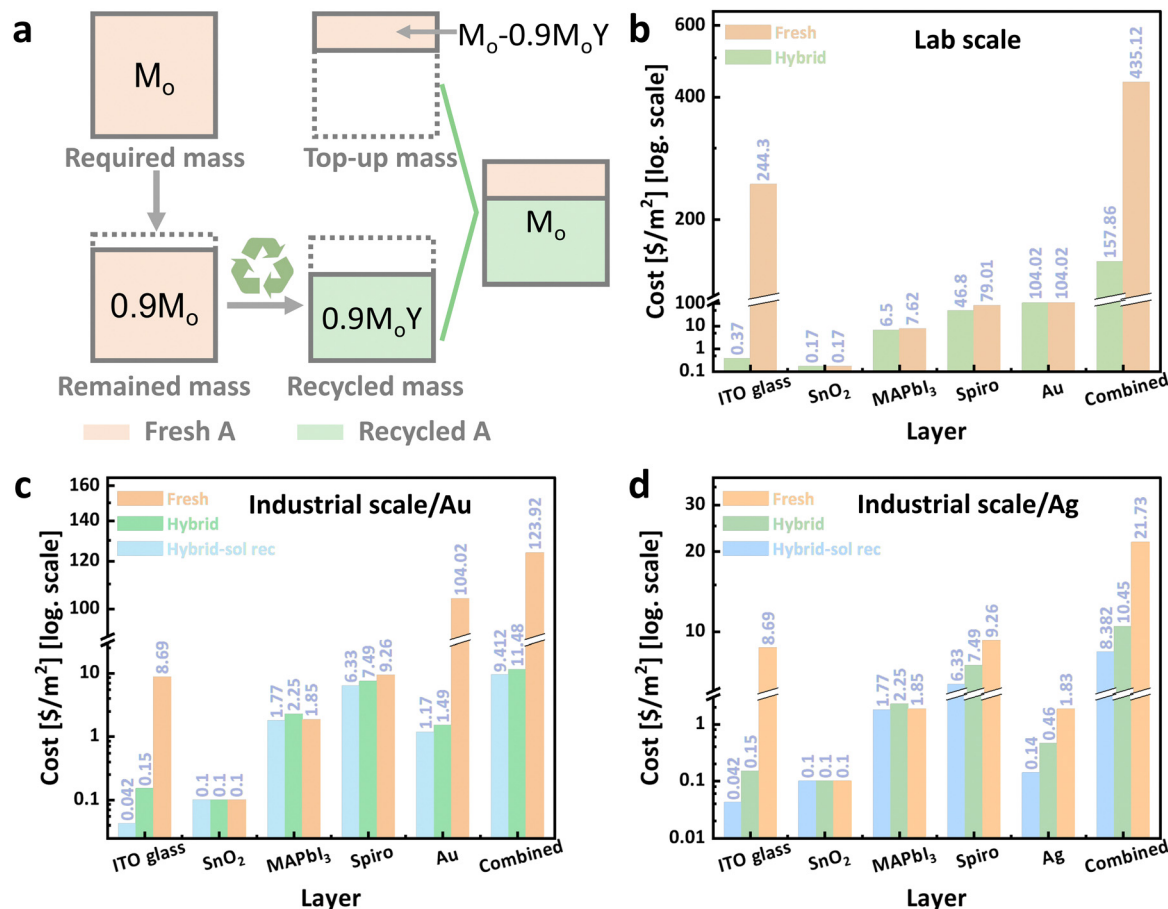 a
Mₒ
Required mass
Mₒ-0.9MₒY
Top-up mass
0.9Mₒ
Remained mass
0.9MₒY
Recycled mass
Mₒ
Fresh A
Recycled A
b
Lab scale
Fresh
Hybrid
Cost [$/m²] [log. scale]
600
400
200
100
10
1
0.1
0.37
244.3
0.17
0.17
6.5
7.62
46.8
79.01
104.02
104.02
157.86
435.12
ITO glass
SnO₂
MAPbI₃
Spiro
Au
Combined
Layer
c
Industrial scale/Au
Fresh
Hybrid
Hybrid-sol rec
Cost [$/m²] [log. scale]
160
140
120
100
10
1
0.1
0.042
0.15
8.69
0.1
0.1
0.1
1.77
2.25
1.85
6.33
7.49
9.26
1.17
1.49
104.02
9.412
11.48
123.92
ITO glass
SnO₂
MAPbI₃
Spiro
Au
Combined
Layer
d
Industrial scale/Ag
Fresh
Hybrid
Hybrid-sol rec
Cost [$/m²] [log. scale]
30
20
10
1
0.1
0.01
0.042
0.15
8.69
0.1
0.1
0.1
1.77
2.25
1.85
6.33
7.49
9.26
0.14
0.46
1.83
8.382
10.45
21.73
ITO glass
SnO₂
MAPbI₃
Spiro
Ag
Combined
Layer